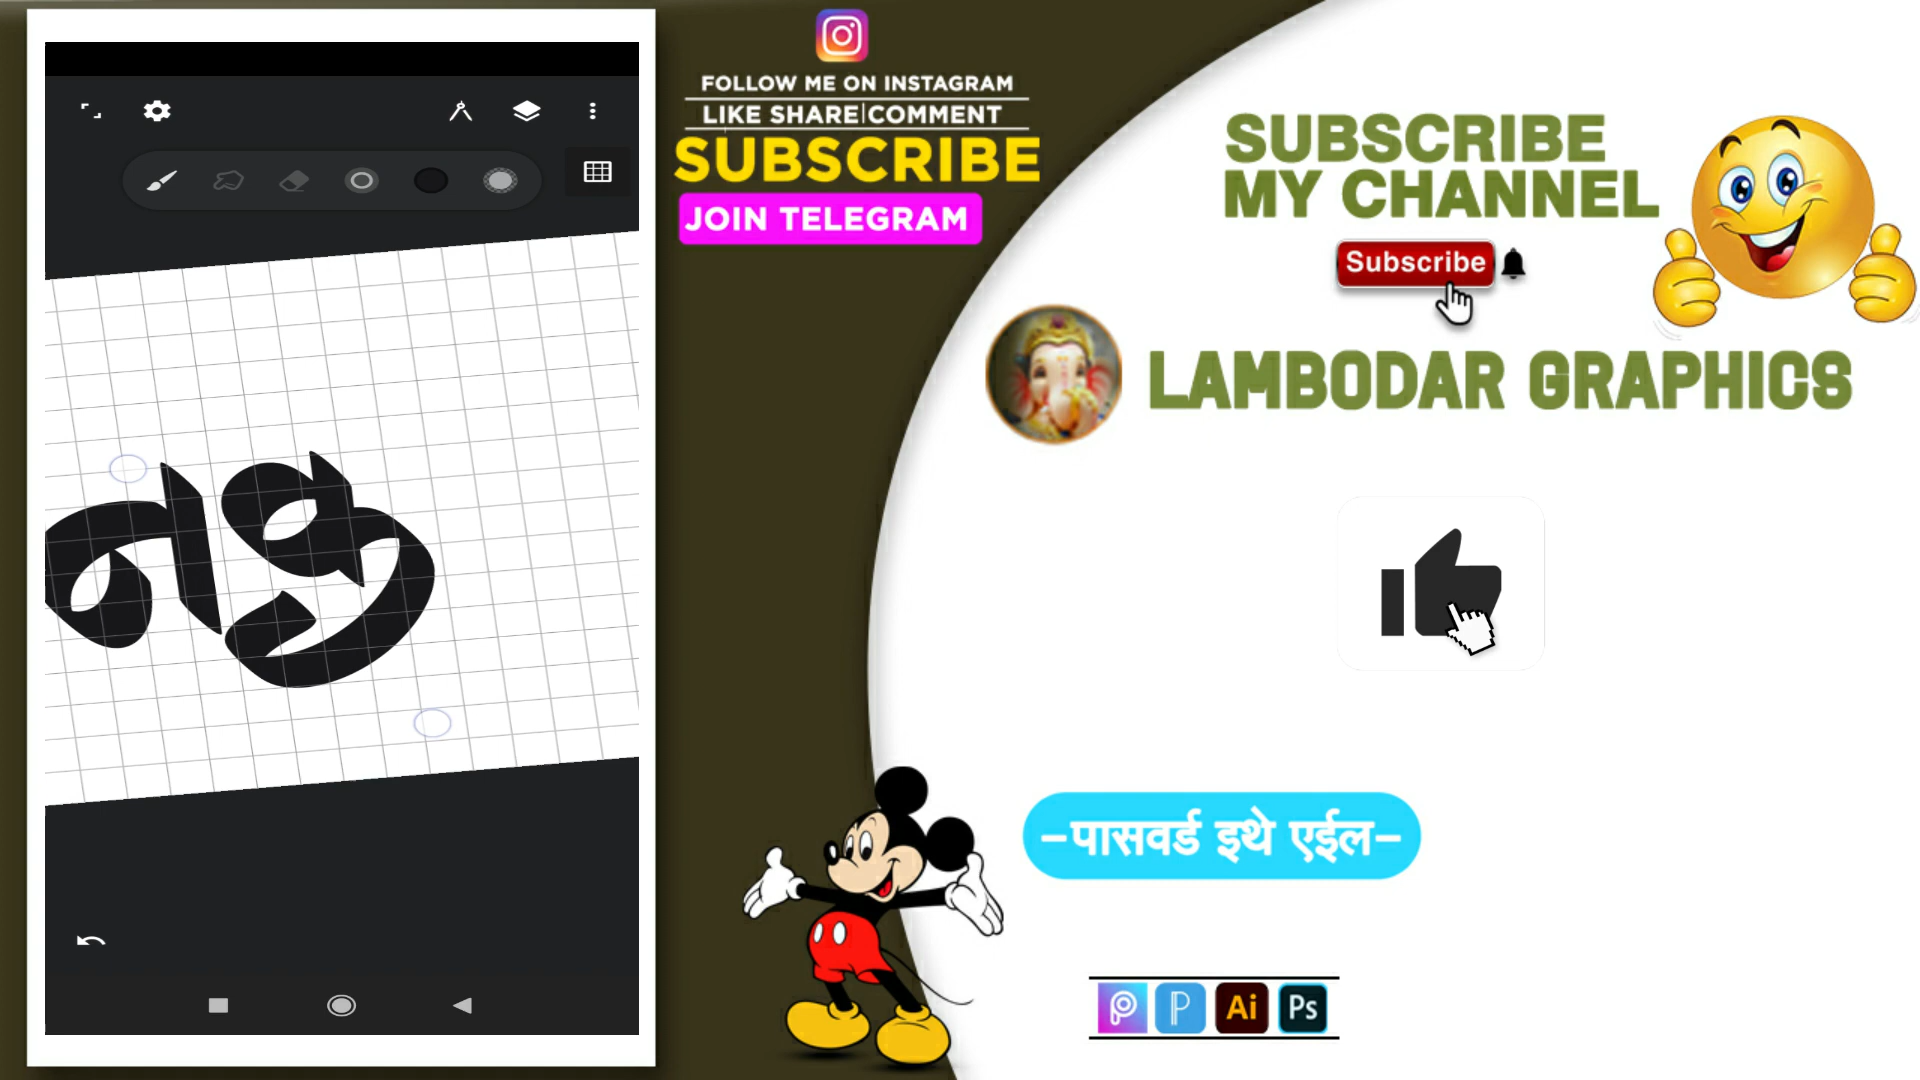 FOLLOW ME ON INSTAGRAM
LIKE SHARE|COMMENT
SUBSCRIBE
JOIN TELEGRAM
SUBSCRIBE
MY CHANNEL
Subscribe
LAMBODAR GRAPHICS
-पासवर्ड इथे एईल-
Ai
Ps